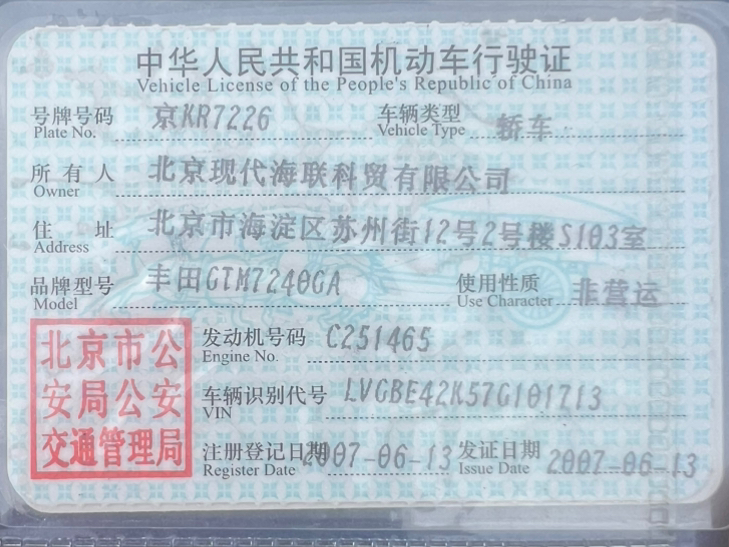 中华人民共和国机动车行驶证
Vehicle License of the People's Republic of China
号牌号码 京KR7226 车辆类型 轿车
Plate No. Vehicle Type
所有人 北京现代海联科贸有限公司
Owner
住址 北京市海淀区苏州街12号2号楼S103室
Address
品牌型号 丰田GTM7240GA 使用性质 非营运
Model Use Character
北京市公
安局公安
交通管理局
发动机号码 C251465
Engine No.
车辆识别代号 LVGBE42K57G101713
VIN
注册登记日期 2007-06-13 发证日期 2007-06-13
Register Date Issue Date